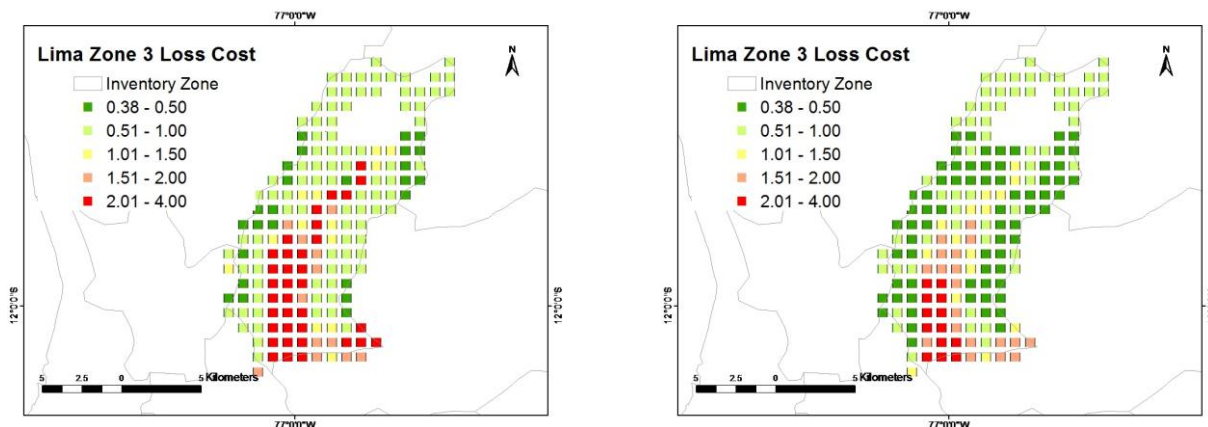 77°0'0"W
Lima Zone 3 Loss Cost
N
Inventory Zone
0.38 - 0.50
0.51 - 1.00
1.01 - 1.50
1.51 - 2.00
2.01 - 4.00
12°0'0"S
12°0'0"S
5 2.5 0 5 Kilometers
77°0'0"W
77°0'0"W
Lima Zone 3 Loss Cost
N
Inventory Zone
0.38 - 0.50
0.51 - 1.00
1.01 - 1.50
1.51 - 2.00
2.01 - 4.00
12°0'0"S
12°0'0"S
5 2.5 0 5 Kilometers
77°0'0"W